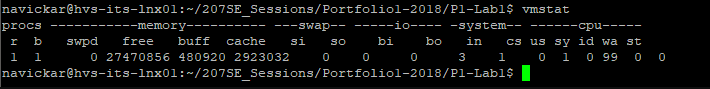 navickar@hvs-its-lnx01:~/207SE_Sessions/Portfolio1-2018/P1-Lab1$ vmstat
procs -----------memory---------- ---swap-- -----io---- -system-- ------cpu-----
 r  b   swpd   free   buff  cache   si   so    bi    bo   in   cs us sy id wa st
 1  1      0 27470856 480920 2923032    0    0     0     3    1    0  1  0 99  0  0
navickar@hvs-its-lnx01:~/207SE_Sessions/Portfolio1-2018/P1-Lab1$